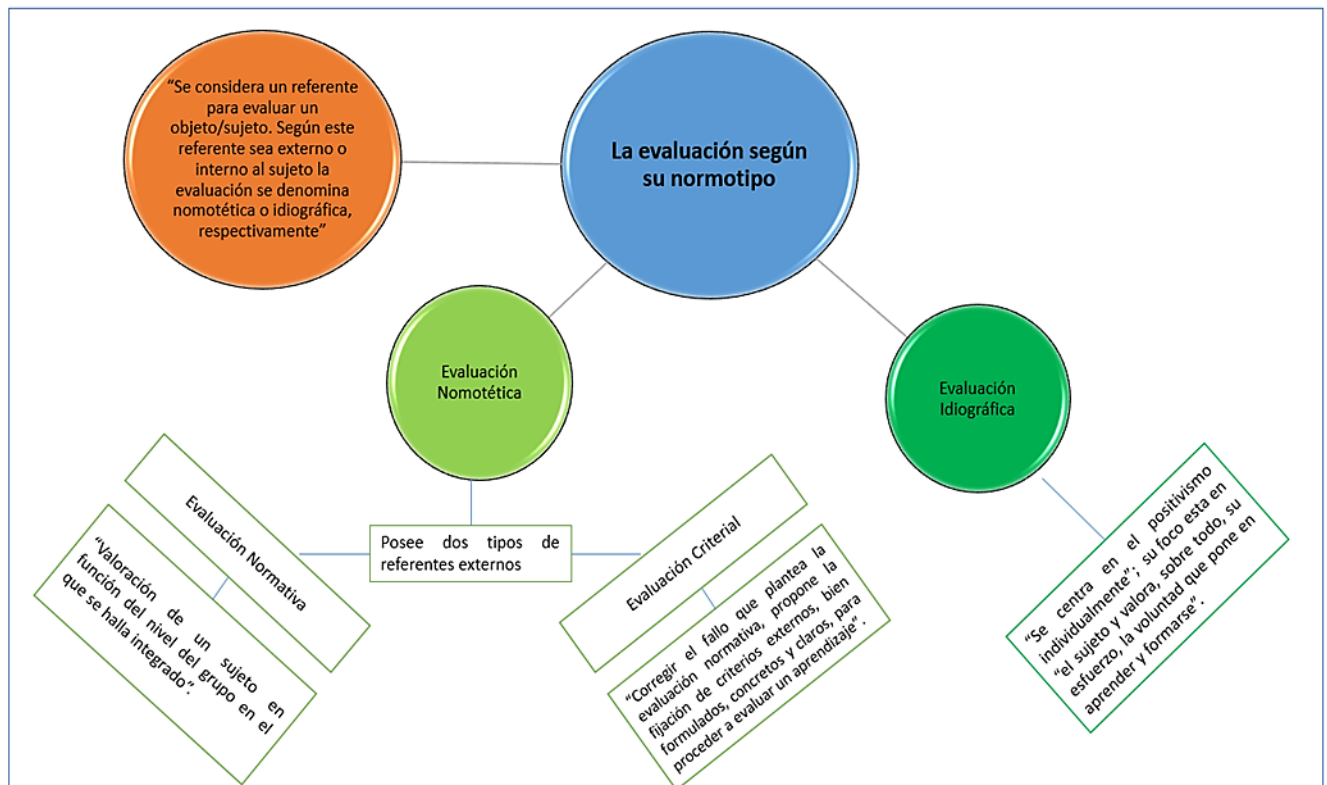 “Se considera un referente
para evaluar un
objeto/sujeto. Según este
referente sea externo o
interno al sujeto la
evaluación se denomina
nomotética o idiográfica,
respectivamente”
La evaluación según
su normotipo
Evaluación
Nomotética
Evaluación
Idiográfica
Posee dos tipos de
referentes externos
Evaluación Normativa
“Valoración de un sujeto en
función del nivel del grupo en el
que se halla integrado”.
Evaluación Criterial
“Corregir el fallo que plantea la
evaluación normativa, propone la
fijación de criterios externos, bien
formulados, concretos y claros, para
proceder a evaluar un aprendizaje”.
“Se centra en el positivismo
individualmente”; su foco esta en
“el sujeto y valora, sobre todo, su
esfuerzo, la voluntad que pone en
aprender y formarse”.